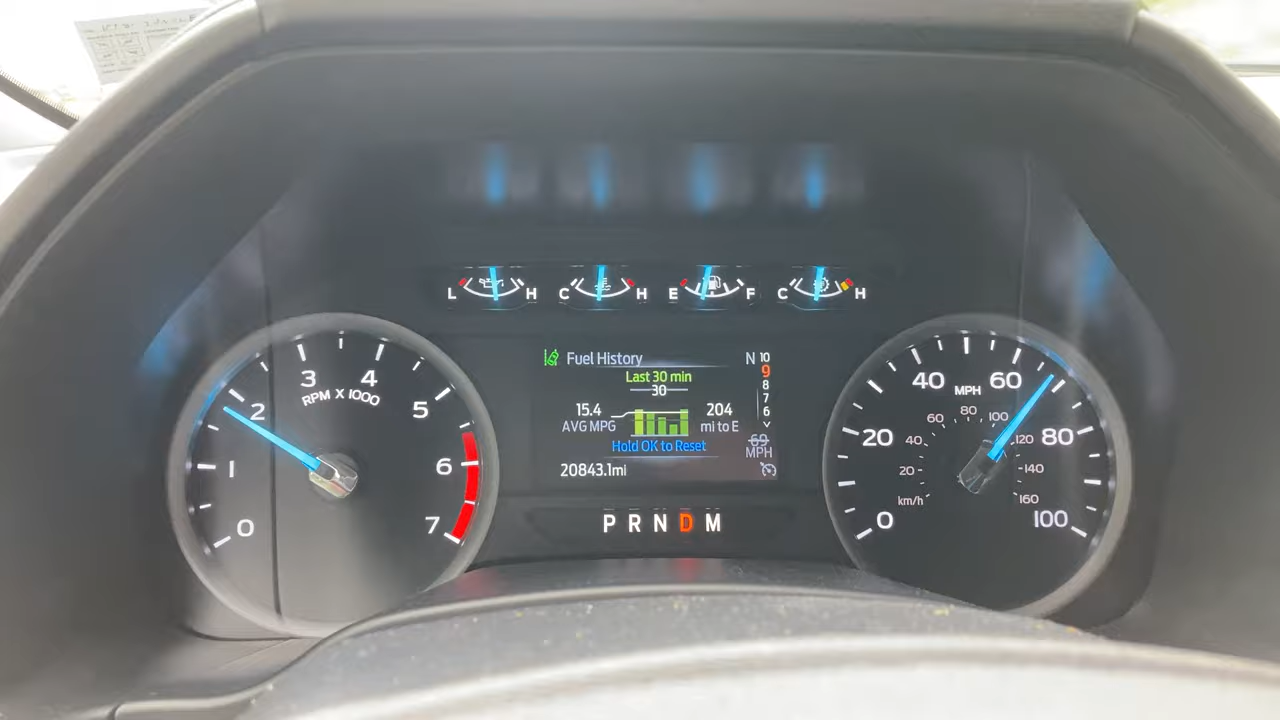 L H C H E F C H
Fuel History
N 10
9
8
7
6
Last 30 min
30
15.4
AVG MPG
204
mi to E
Hold OK to Reset
69
MPH
20843.1mi
P R N D M
0
1
2
3
4
5
6
7
RPM X 1000
0
20
40
60
80
100
MPH
20
40
60
80
100
120
140
160
km/h